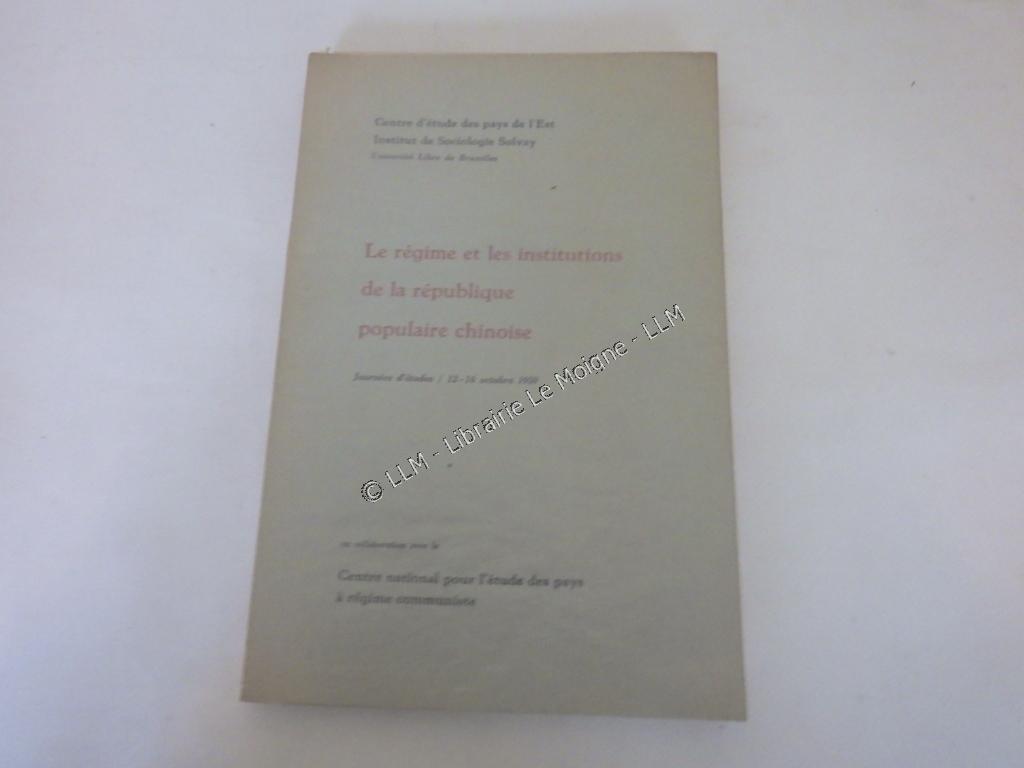 Centre d'étude des pays de l'Est
Institut de Sociologie Solvay
Université Libre de Bruxelles
Le régime et les institutions
de la république
populaire chinoise
Journées d'études / 12-16 octobre
© LLM - Librairie Le Moigne - LLM
en collaboration avec le
Centre national pour l'étude des pays
à régime communiste